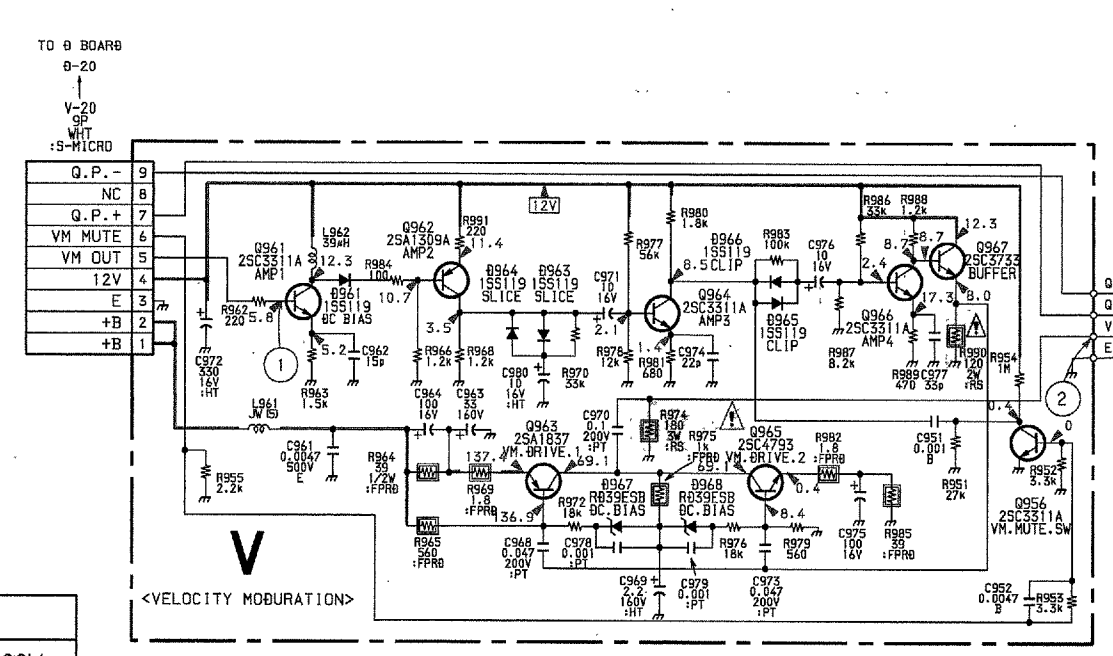 TO D BOARD
D-20
V-20
9P
WHT
:S-MICRO
Q.P.- 9
NC 8
Q.P.+ 7
VM MUTE 6
VM OUT 5
12V 4
E 3
+B 2
+B 1
C972
330
16V
:HT
R962
220
5.8
1
Q961
2SC3311A
AMP1
L962
39μH
12.3
D961
1SS119
DC BIAS
5.2
C962
15p
R963
1.5k
R984
100
10.7
Q962
2SA1309A
AMP2
R991
220
11.4
3.5
R966
1.2k
R968
1.2k
D964
1SS119
SLICE
D963
1SS119
SLICE
C980
10
16V
:HT
R970
33k
12V
C971
10
16V
2.1
R977
56k
R978
12k
R980
1.8k
8.5
Q964
2SC3311A
AMP3
1.4
R981
680
C974
22p
D966
1SS119
CLIP
R983
100k
D965
1SS119
CLIP
C976
10
16V
R986
33k
R988
1.2k
2.4
8.7
8.7
R987
8.2k
Q966
2SC3311A
AMP4
17.3
R989
470
C977
33p
12.3
Q967
2SC3733
BUFFER
8.0
R990
120
2W
:RS
R954
1M
Q
Q
V
E
2
0
0.4
L961
JW(5)
C961
0.0047
500V
E
R955
2.2k
C964
100
16V
C963
33
160V
R964
39
1/2W
:FPRD
R969
1.8
:FPRD
R965
560
:FPRD
137.4
Q963
2SA1837
VM.DRIVE.1
69.1
136.9
C968
0.047
200V
:PT
R972
18k
C978
0.001
:PT
D967
RD39ESB
DC.BIAS
C970
0.1
200V
:PT
R974
180
3W
:RS
R975
1k
:FPRD
69.1
D968
RD39ESB
DC.BIAS
C969
2.2
160V
:HT
C979
0.001
:PT
R976
18k
Q965
2SC4793
VM.DRIVE.2
0.4
8.4
R979
560
C973
0.047
200V
:PT
R982
1.8
:FPRD
C975
100
16V
R985
39
:FPRD
C951
0.001
B
R951
27k
R952
3.3k
Q956
2SC3311A
VM.MUTE.SW
C952
0.0047
B
R953
3.3k
V
<VELOCITY MODURATION>